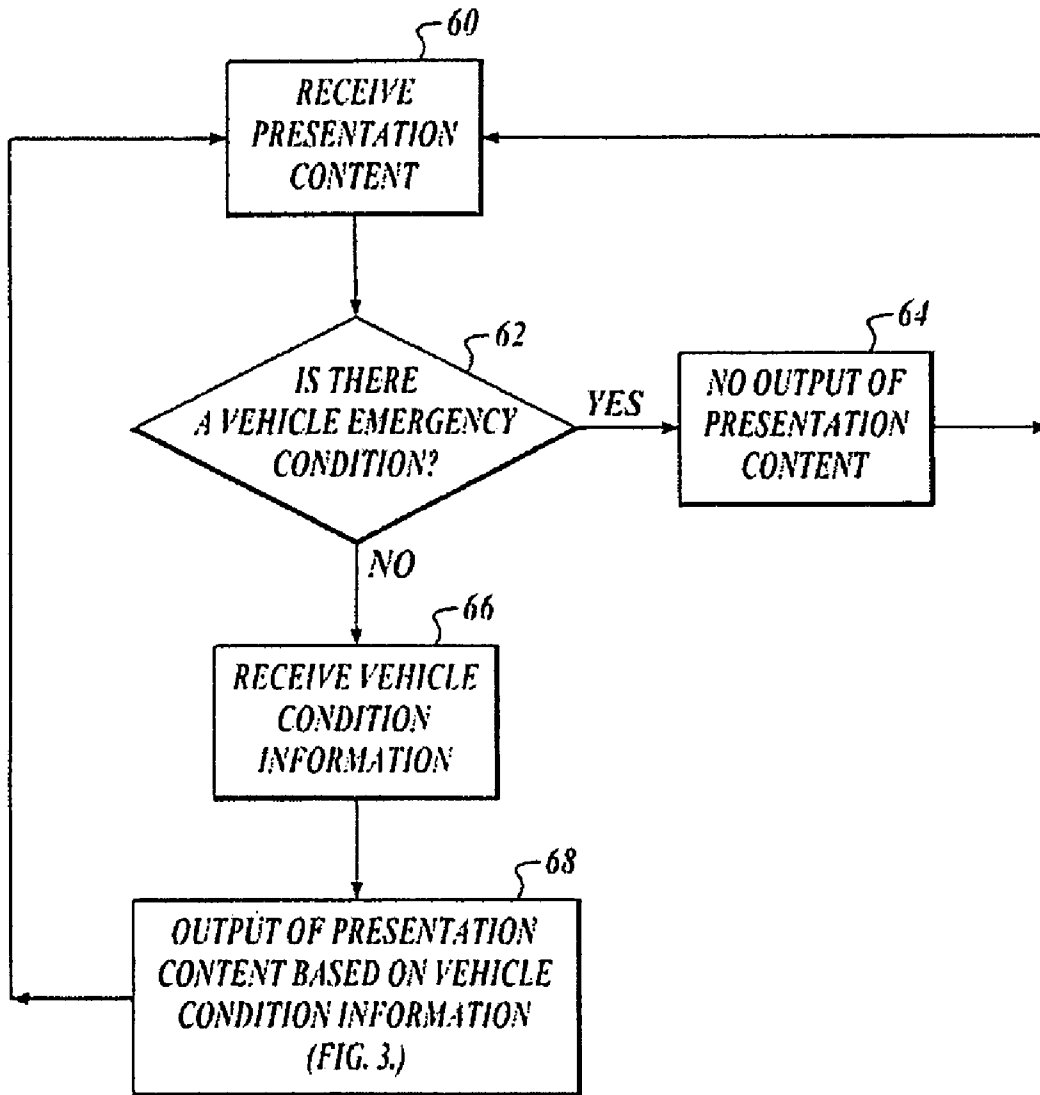 60
RECEIVE
PRESENTATION
CONTENT
62
IS THERE
A VEHICLE EMERGENCY
CONDITION?
YES
64
NO OUTPUT OF
PRESENTATION
CONTENT
NO
66
RECEIVE VEHICLE
CONDITION
INFORMATION
68
OUTPUT OF PRESENTATION
CONTENT BASED ON VEHICLE
CONDITION INFORMATION
(FIG. 3.)